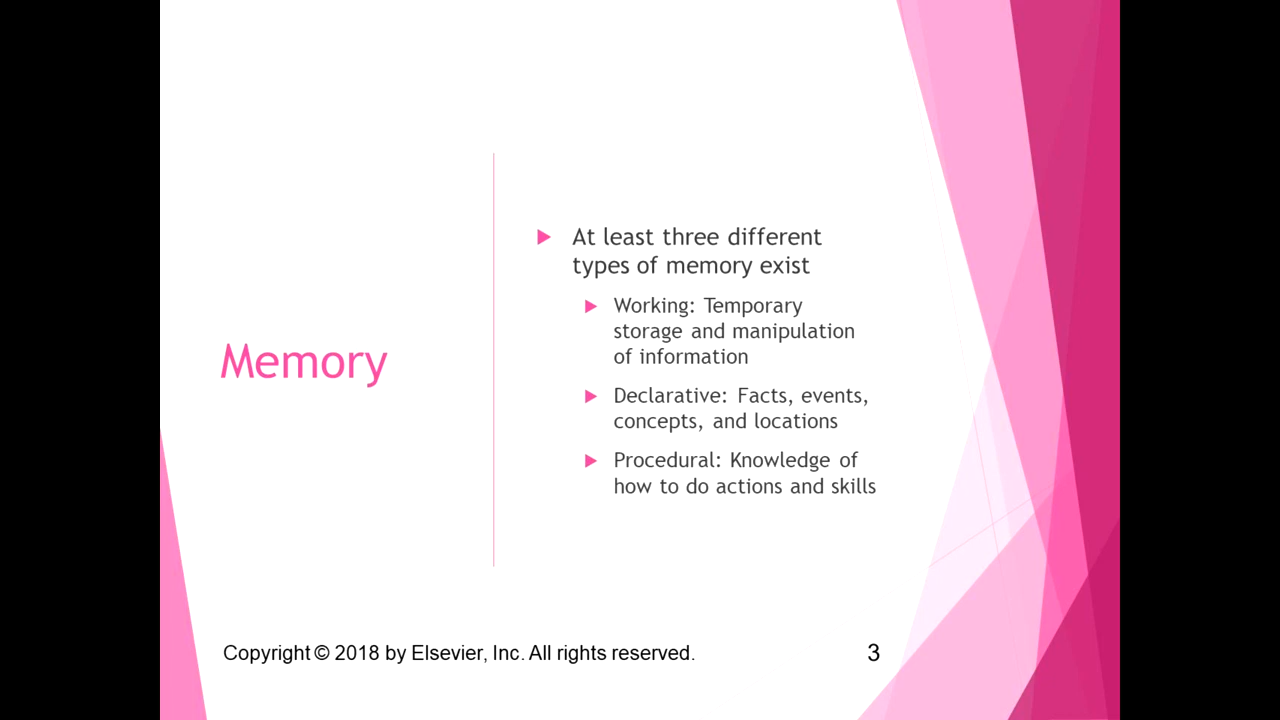 Memory
At least three different
types of memory exist
Working: Temporary
storage and manipulation
of information
Declarative: Facts, events,
concepts, and locations
Procedural: Knowledge of
how to do actions and skills
Copyright © 2018 by Elsevier, Inc. All rights reserved.
3